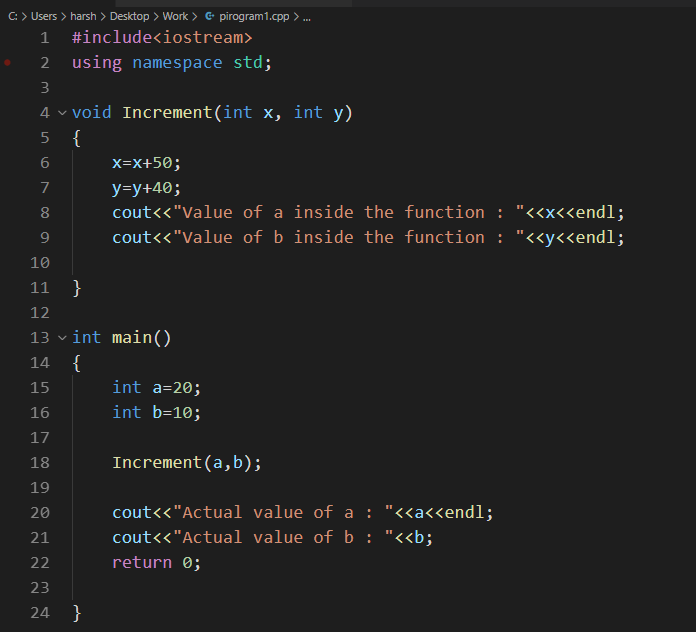 C: > Users > harsh > Desktop > Work > pirogram1.cpp > ...
1 #include<iostream>
2 using namespace std;
3
4 void Increment(int x, int y)
5 {
6 x=x+50;
7 y=y+40;
8 cout<<"Value of a inside the function : "<<x<<endl;
9 cout<<"Value of b inside the function : "<<y<<endl;
10
11 }
12
13 int main()
14 {
15 int a=20;
16 int b=10;
17
18 Increment(a,b);
19
20 cout<<"Actual value of a : "<<a<<endl;
21 cout<<"Actual value of b : "<<b;
22 return 0;
23
24 }